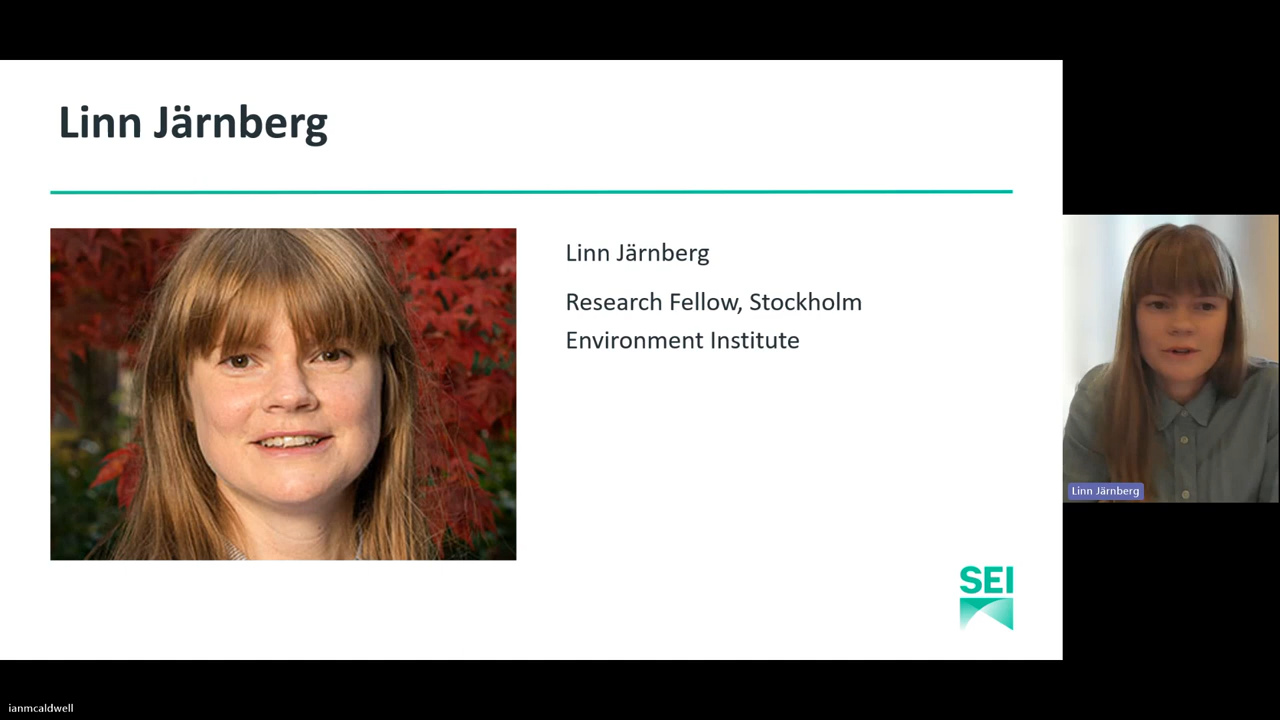 Linn Järnberg
Linn Järnberg
Research Fellow, Stockholm
Environment Institute
Linn Järnberg
SEI
ianmcaldwell